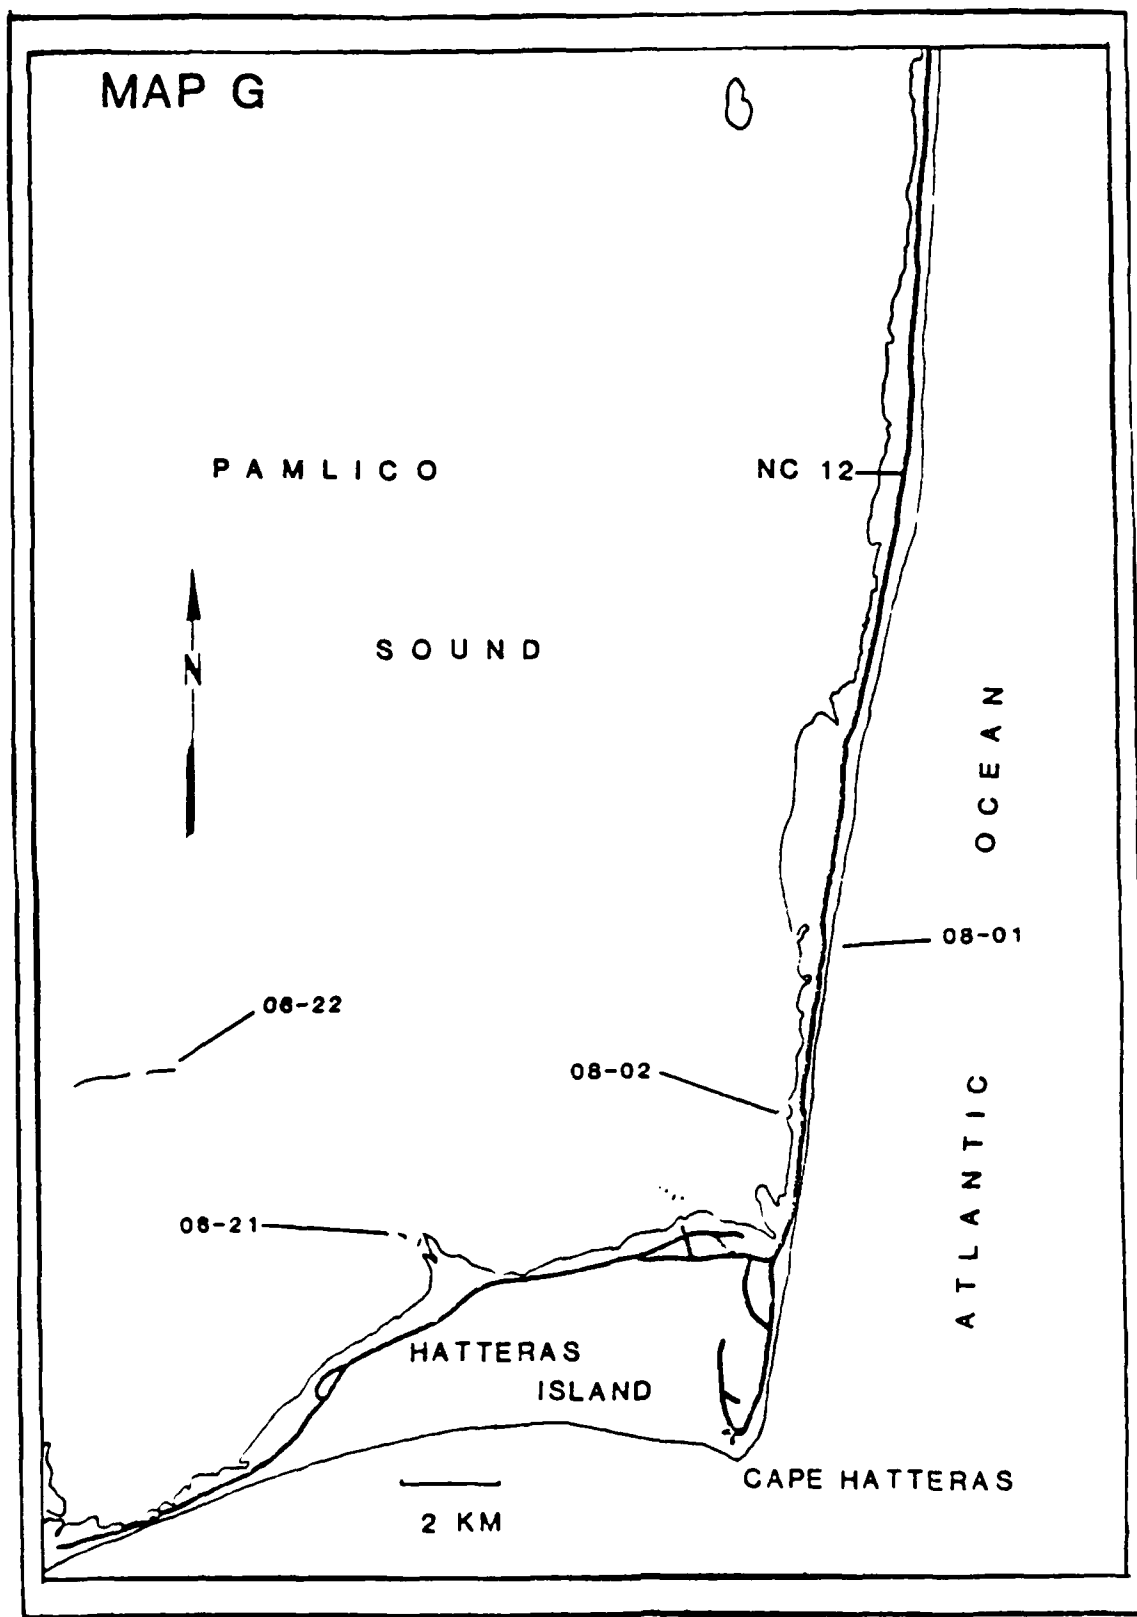 MAP G
PAMLICO
NC 12
SOUND
N
OCEAN
08-01
06-22
08-02
ATLANTIC
06-21
HATTERAS
ISLAND
CAPE HATTERAS
2 KM